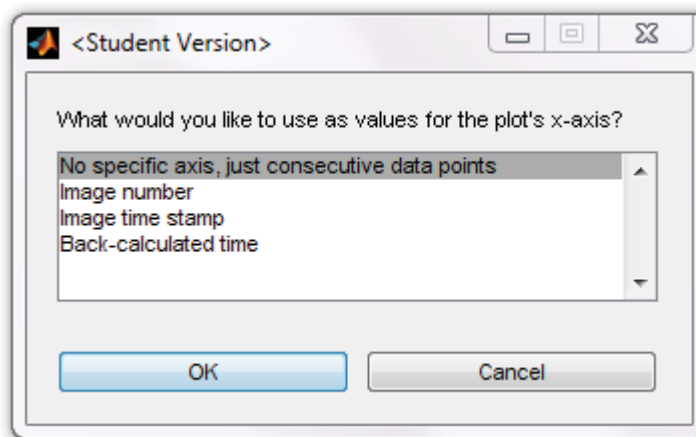 <Student Version>
What would you like to use as values for the plot's x-axis?
No specific axis, just consecutive data points
Image number
Image time stamp
Back-calculated time
OK
Cancel